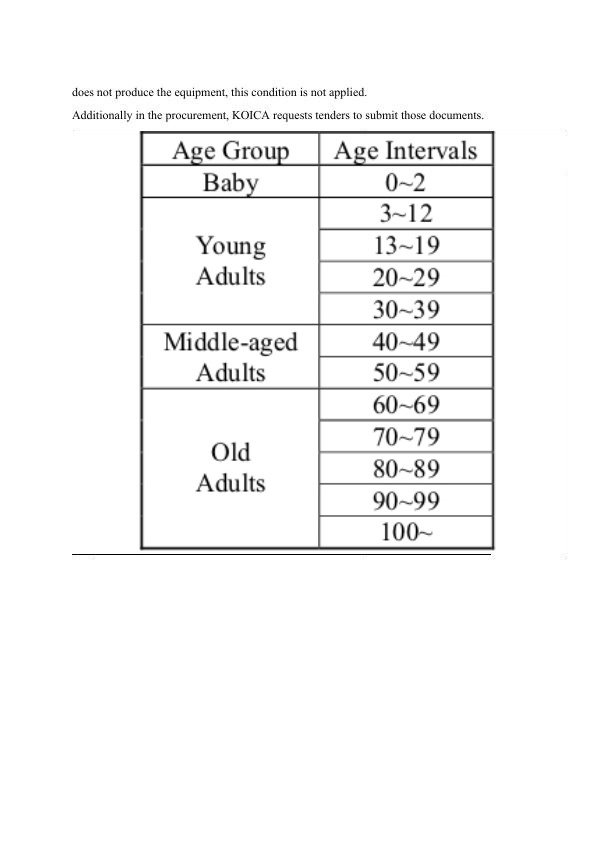 does not produce the equipment, this condition is not applied.
Additionally in the procurement, KOICA requests tenders to submit those documents.
Age Group Age Intervals
Baby 0~2
Young Adults 3~12
13~19
20~29
30~39
Middle-aged Adults 40~49
50~59
Old Adults 60~69
70~79
80~89
90~99
100~